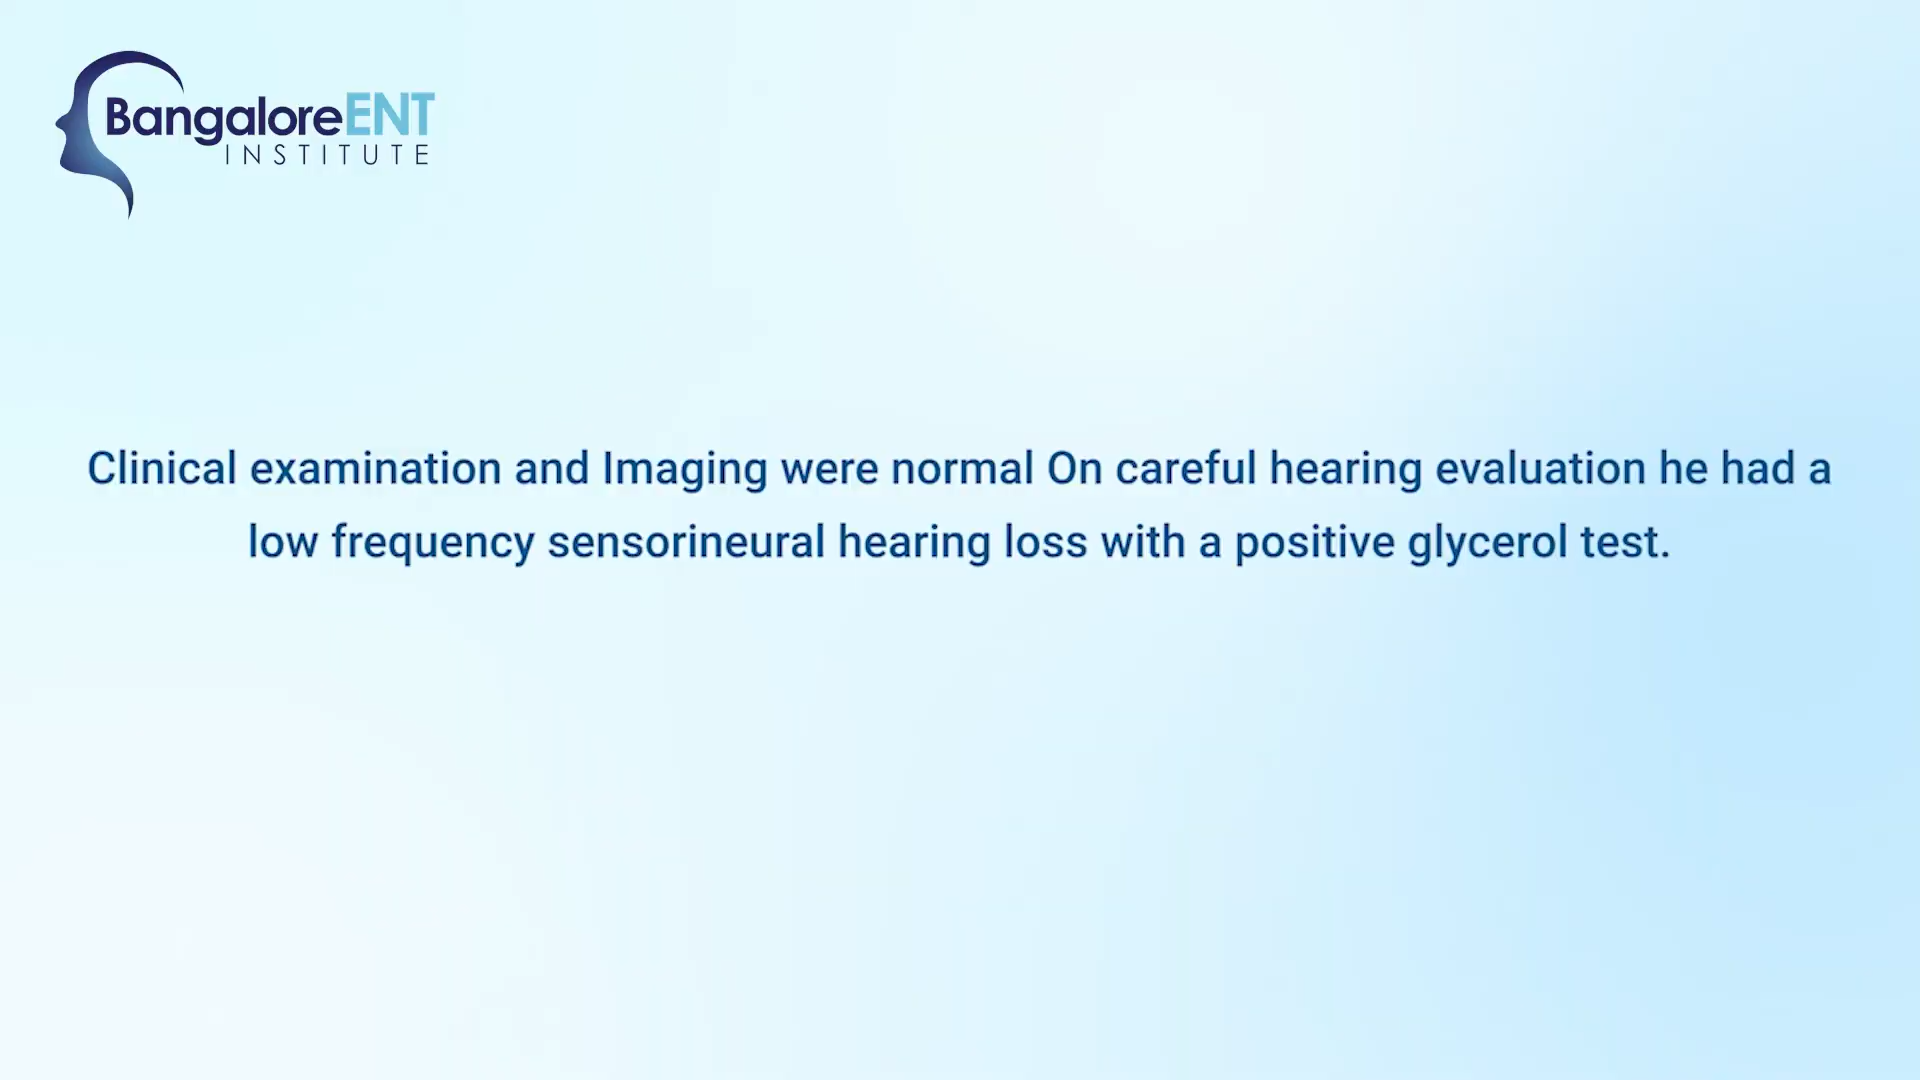 BangaloreENT
INSTITUTE
Clinical examination and Imaging were normal On careful hearing evaluation he had a
low frequency sensorineural hearing loss with a positive glycerol test.